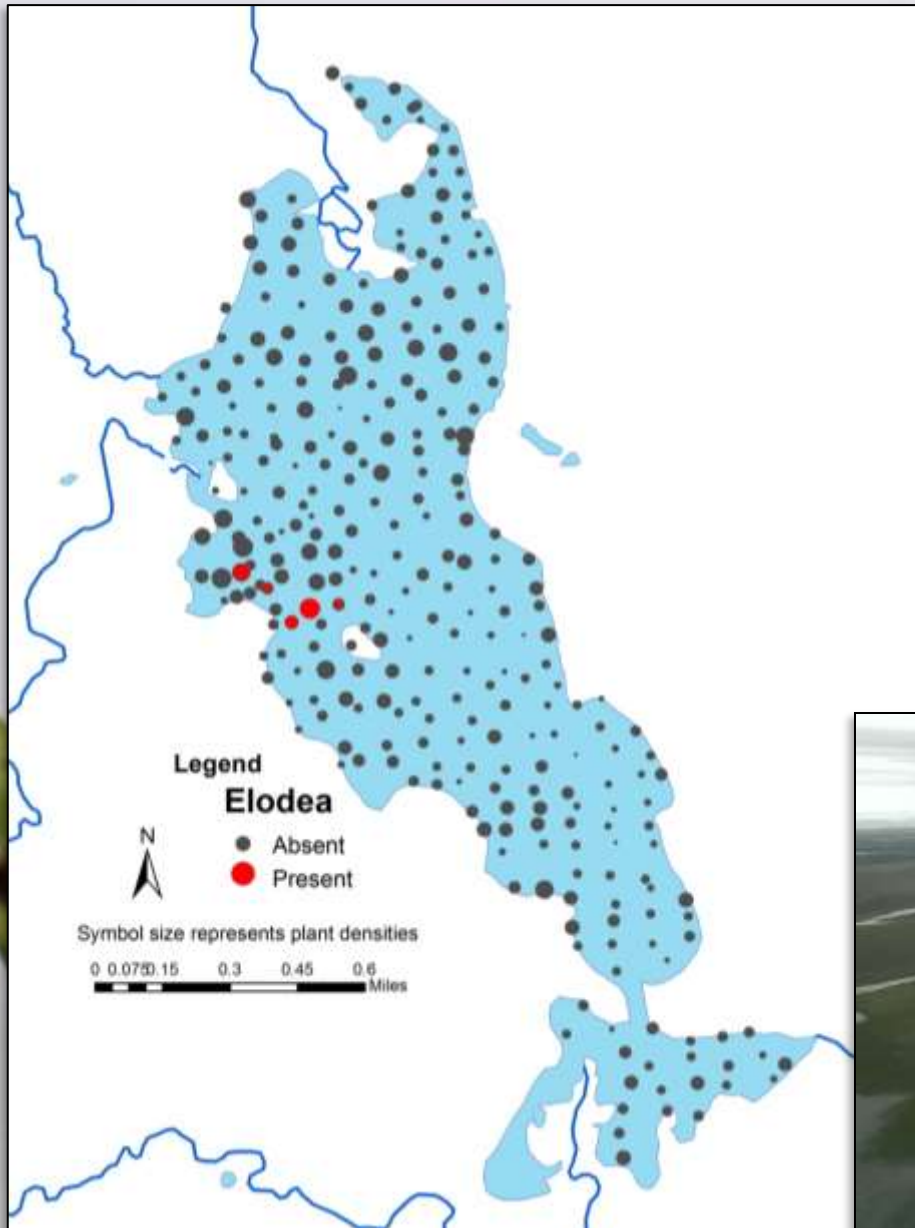 Legend
Elodea
N
Absent
Present
Symbol size represents plant densities
0 0.075 0.15 0.3 0.45 0.6
Miles